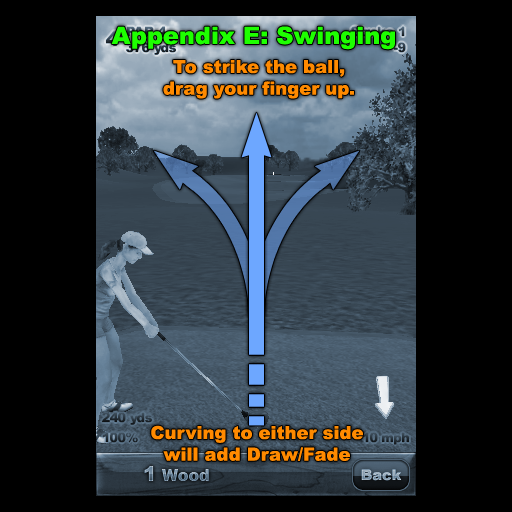 Appendix E: Swinging
To strike the ball,
drag your finger up.
240 yds
100%
Curving to either side
will add Draw/Fade
10 mph
1 Wood
Back